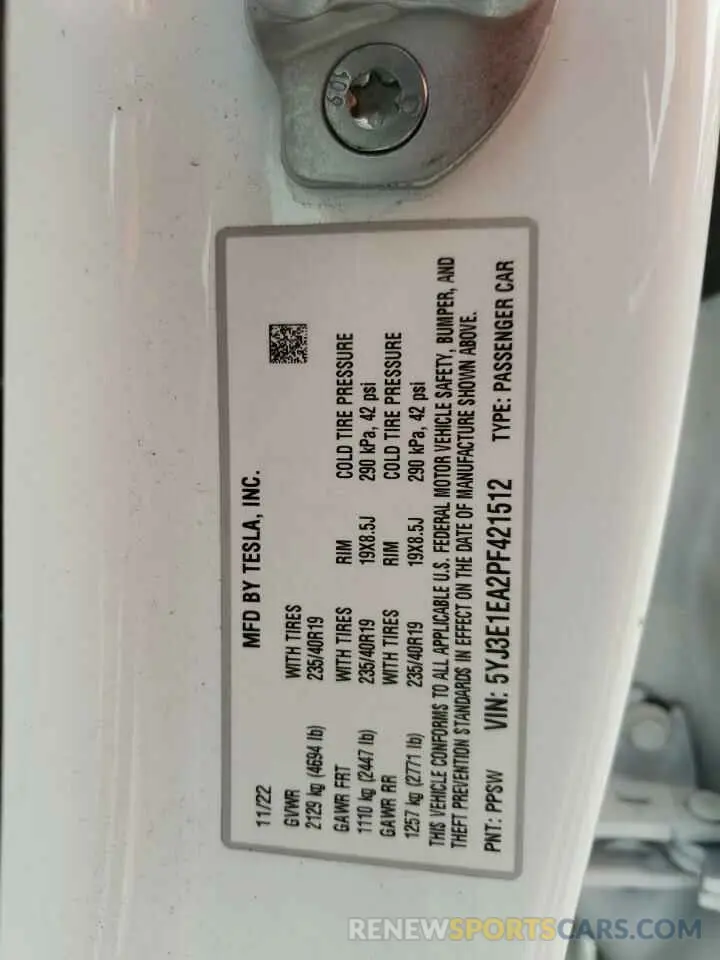 109
MFD BY TESLA, INC.
11/22
GVWR WITH TIRES
2129 kg (4694 lb) 235/40R19
GAWR FRT WITH TIRES RIM COLD TIRE PRESSURE
1110 kg (2447 lb) 235/40R19 19X8.5J 290 kPa, 42 psi
GAWR RR WITH TIRES RIM COLD TIRE PRESSURE
1257 kg (2771 lb) 235/40R19 19X8.5J 290 kPa, 42 psi
THIS VEHICLE CONFORMS TO ALL APPLICABLE U.S. FEDERAL MOTOR VEHICLE SAFETY, BUMPER, AND
THEFT PREVENTION STANDARDS IN EFFECT ON THE DATE OF MANUFACTURE SHOWN ABOVE.
PNT: PPSW VIN: 5YJ3E1EA2PF421512 TYPE: PASSENGER CAR
RENEWSPORTSCARS.COM